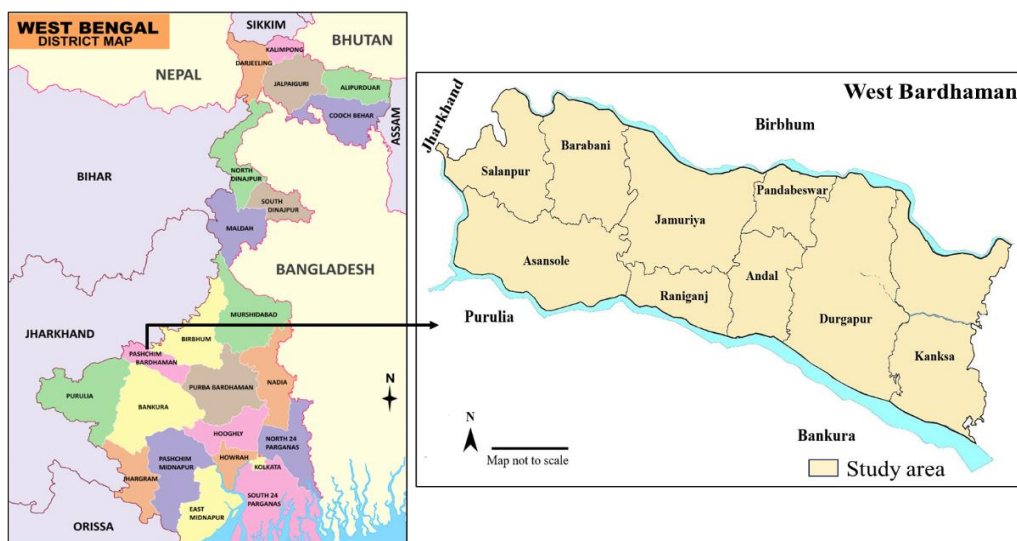 WEST BENGAL
DISTRICT MAP
SIKKIM
BHUTAN
NEPAL
KALIMPONG
DARJEELING
JALPAIGURI
ALIPURDUAR
COOCH BEHAR
ASSAM
BIHAR
NORTH
DINAJPUR
SOUTH
DINAJPUR
MALDAH
BANGLADESH
MURSHIDABAD
JHARKHAND
BIRBHUM
PASHCHIM
BARDHAMAN
PURBA BARDHAMAN
NADIA
N
PURULIA
BANKURA
HOOGHLY
NORTH 24
PARGANAS
PASHCHIM
MIDNAPUR
HOWRAH
KOLKATA
JHARGRAM
SOUTH 24
PARGANAS
EAST
MIDNAPUR
ORISSA
West Bardhaman
Jharkhand
Birbhum
Barabani
Salanpur
Pandabeswar
Jamuriya
Asansole
Andal
Raniganj
Durgapur
Purulia
Kanksa
N
Map not to scale
Bankura
Study area